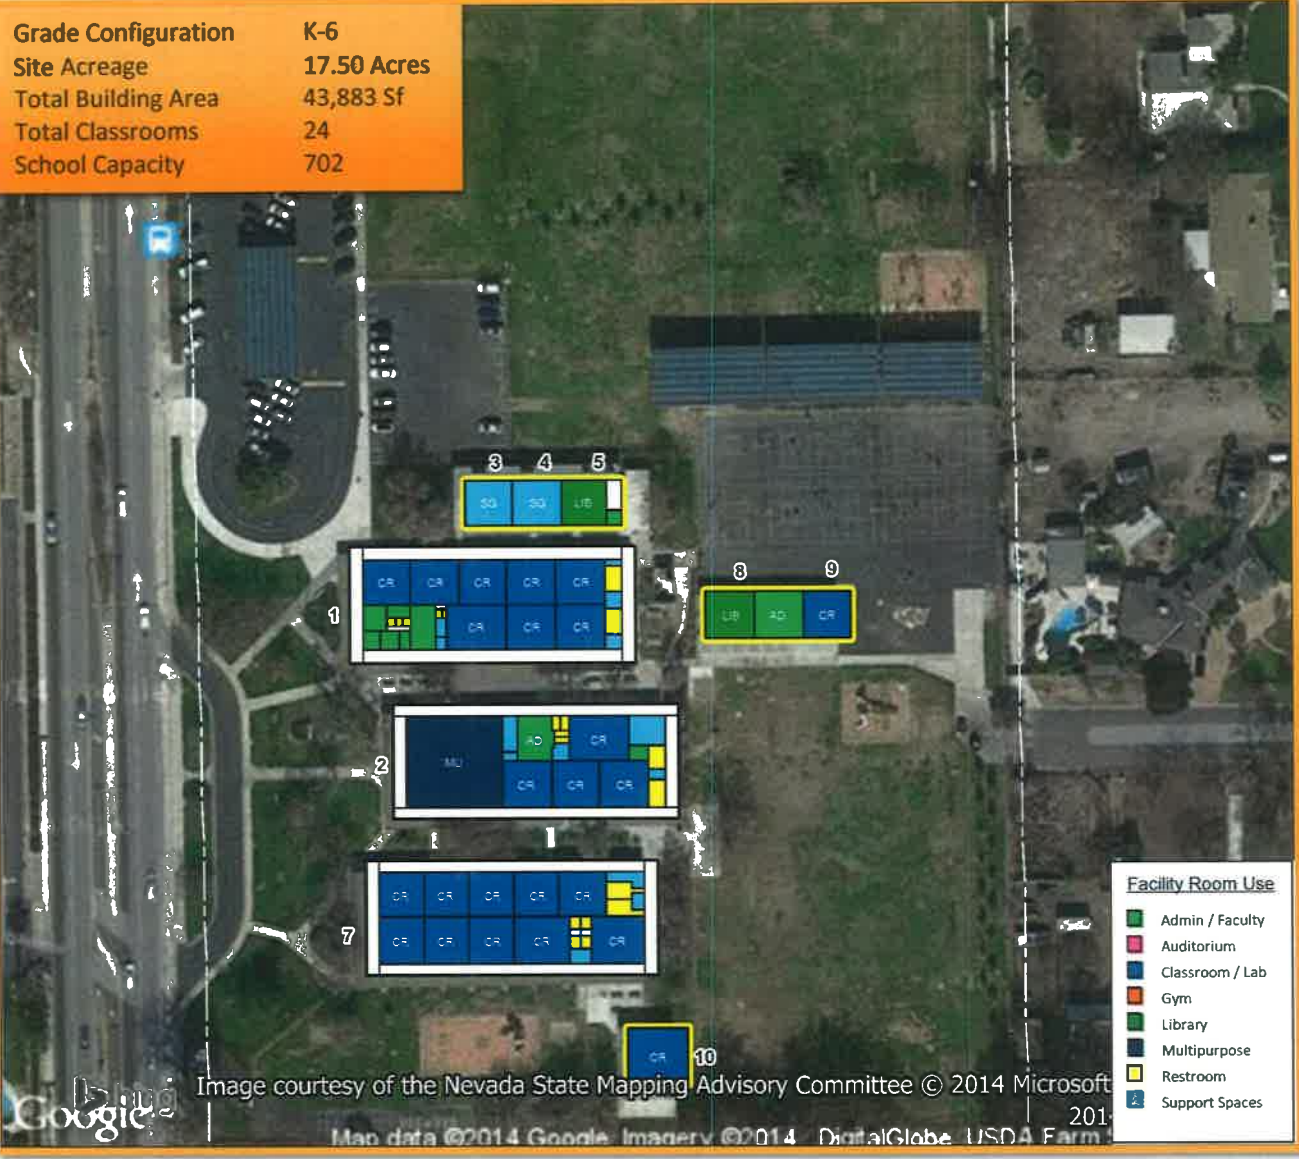 Grade Configuration K-6
Site Acreage 17.50 Acres
Total Building Area 43,883 Sf
Total Classrooms 24
School Capacity 702
3 4 5
SG SG LIB
8 9
LIB AD CR
1
CR CR CR CR CR
CR CR CR
2
MU AD CR
CR CR CR
7
CR CR CR CR CR
CR CR CR CR CR
CR 10
Facility Room Use
Admin / Faculty
Auditorium
Classroom / Lab
Gym
Library
Multipurpose
Restroom
Support Spaces
bing
Google
Image courtesy of the Nevada State Mapping Advisory Committee © 2014 Microsoft
201
Map data ©2014 Google Imagery ©2014 , DigitalGlobe, USDA Farm S